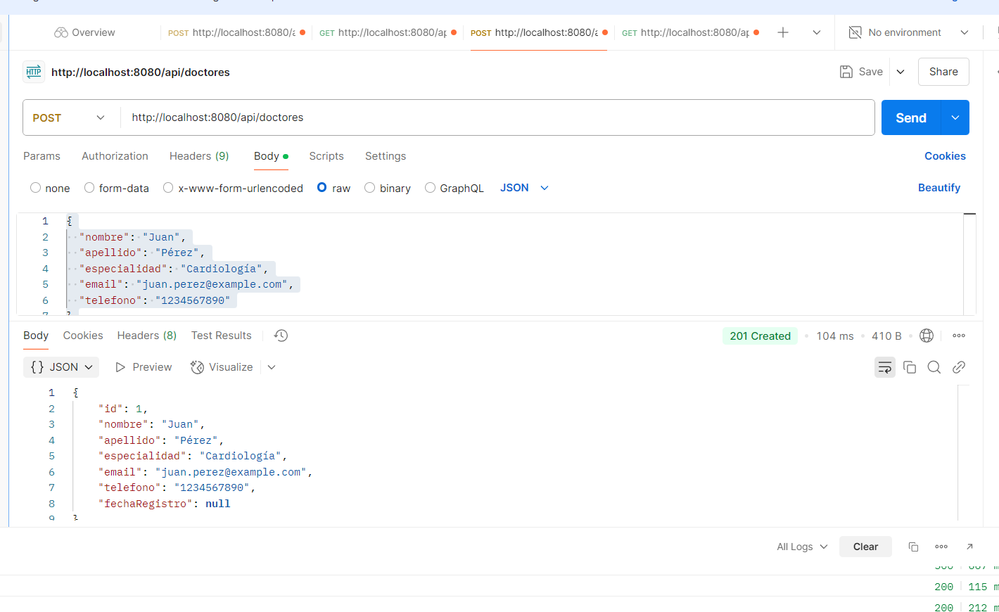 Overview
POST http://localhost:8080/a
GET http://localhost:8080/ap
POST http://localhost:8080/a
GET http://localhost:8080/ap
No environment
HTTP http://localhost:8080/api/doctores
Save
Share
POST http://localhost:8080/api/doctores
Send
Params Authorization Headers (9) Body Scripts Settings Cookies
none form-data x-www-form-urlencoded raw binary GraphQL JSON Beautify
1 {
2 "nombre": "Juan",
3 "apellido": "Pérez",
4 "especialidad": "Cardiología",
5 "email": "juan.perez@example.com",
6 "telefono": "1234567890"
7 }
Body Cookies Headers (8) Test Results 201 Created 104 ms 410 B
{} JSON Preview Visualize
1 {
2 "id": 1,
3 "nombre": "Juan",
4 "apellido": "Pérez",
5 "especialidad": "Cardiología",
6 "email": "juan.perez@example.com",
7 "telefono": "1234567890",
8 "fechaRegistro": null
9 }
All Logs Clear
200 115 m
200 212 m